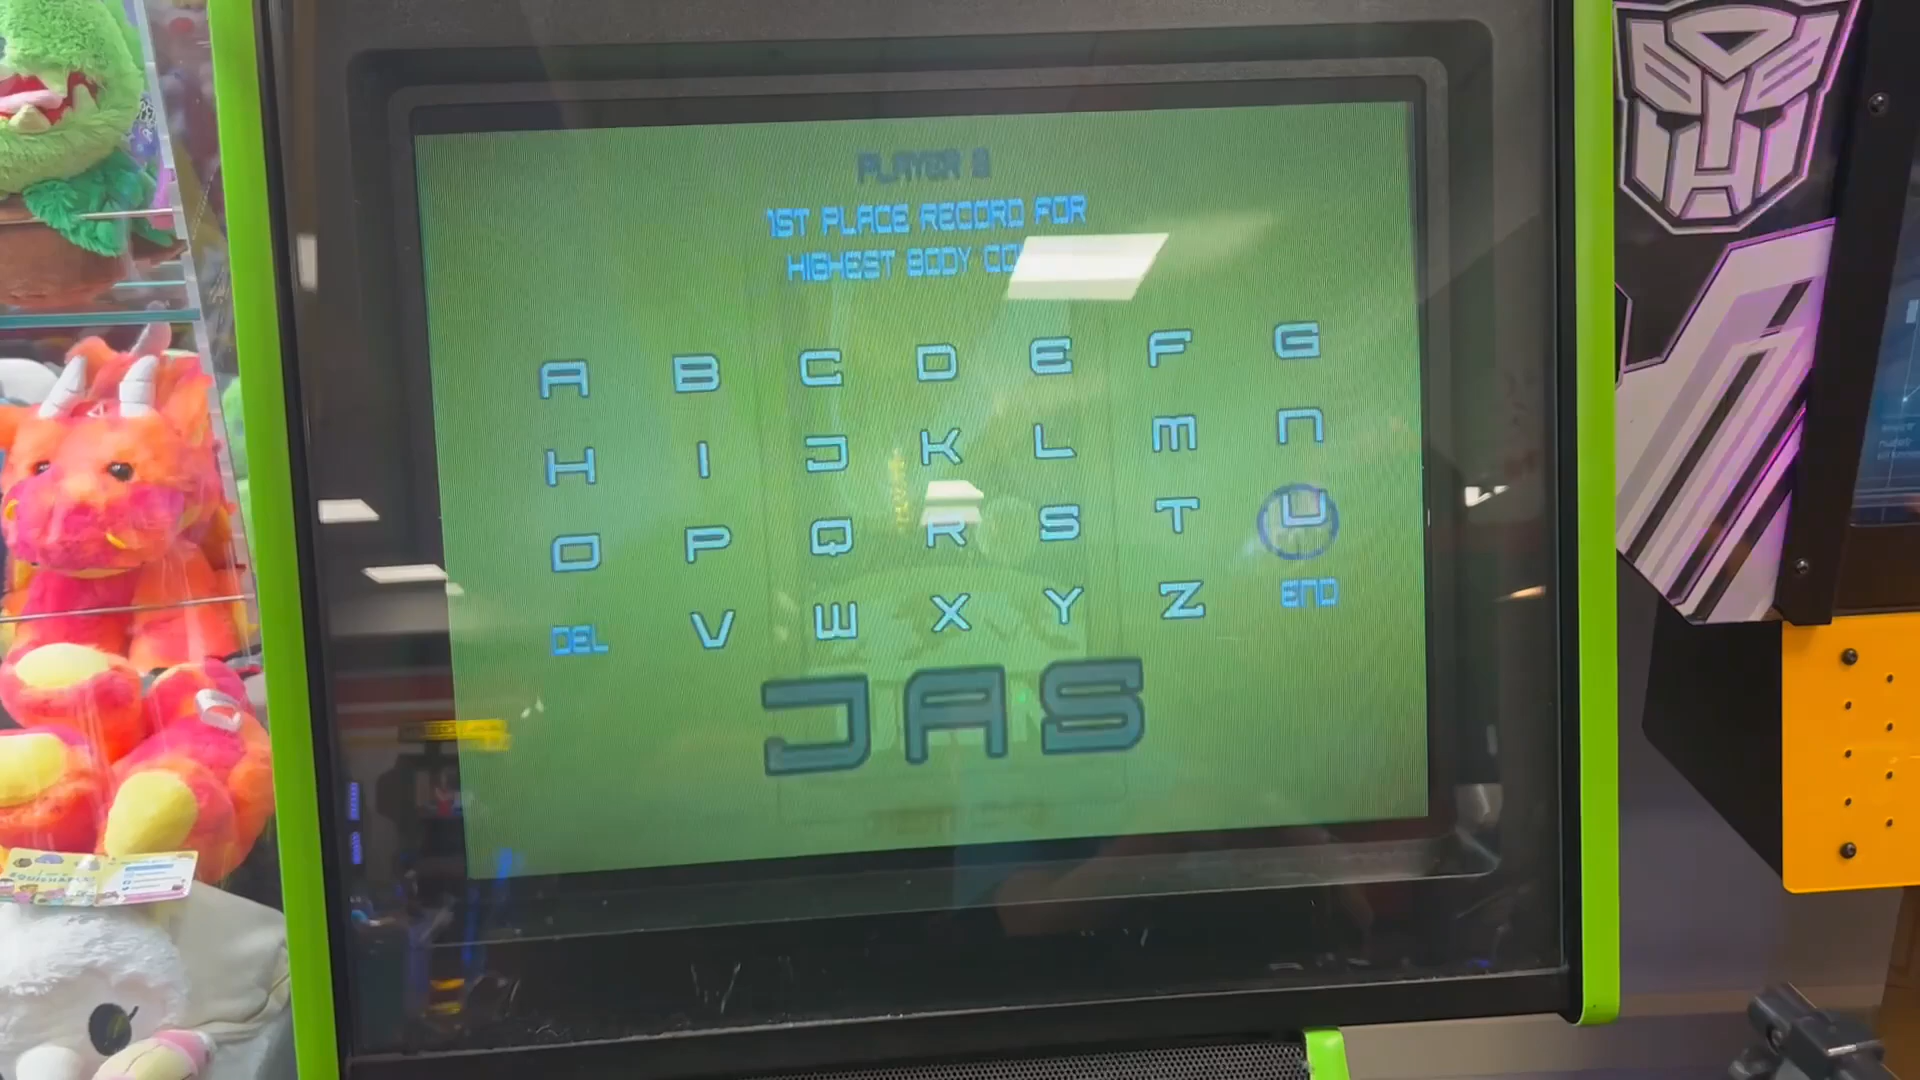 PLAYER 2
1ST PLACE RECORD FOR
HIGHEST BODY
A B C D E F G
H I J K L M N
O P Q R S T U
DEL V W X Y Z END
JAS